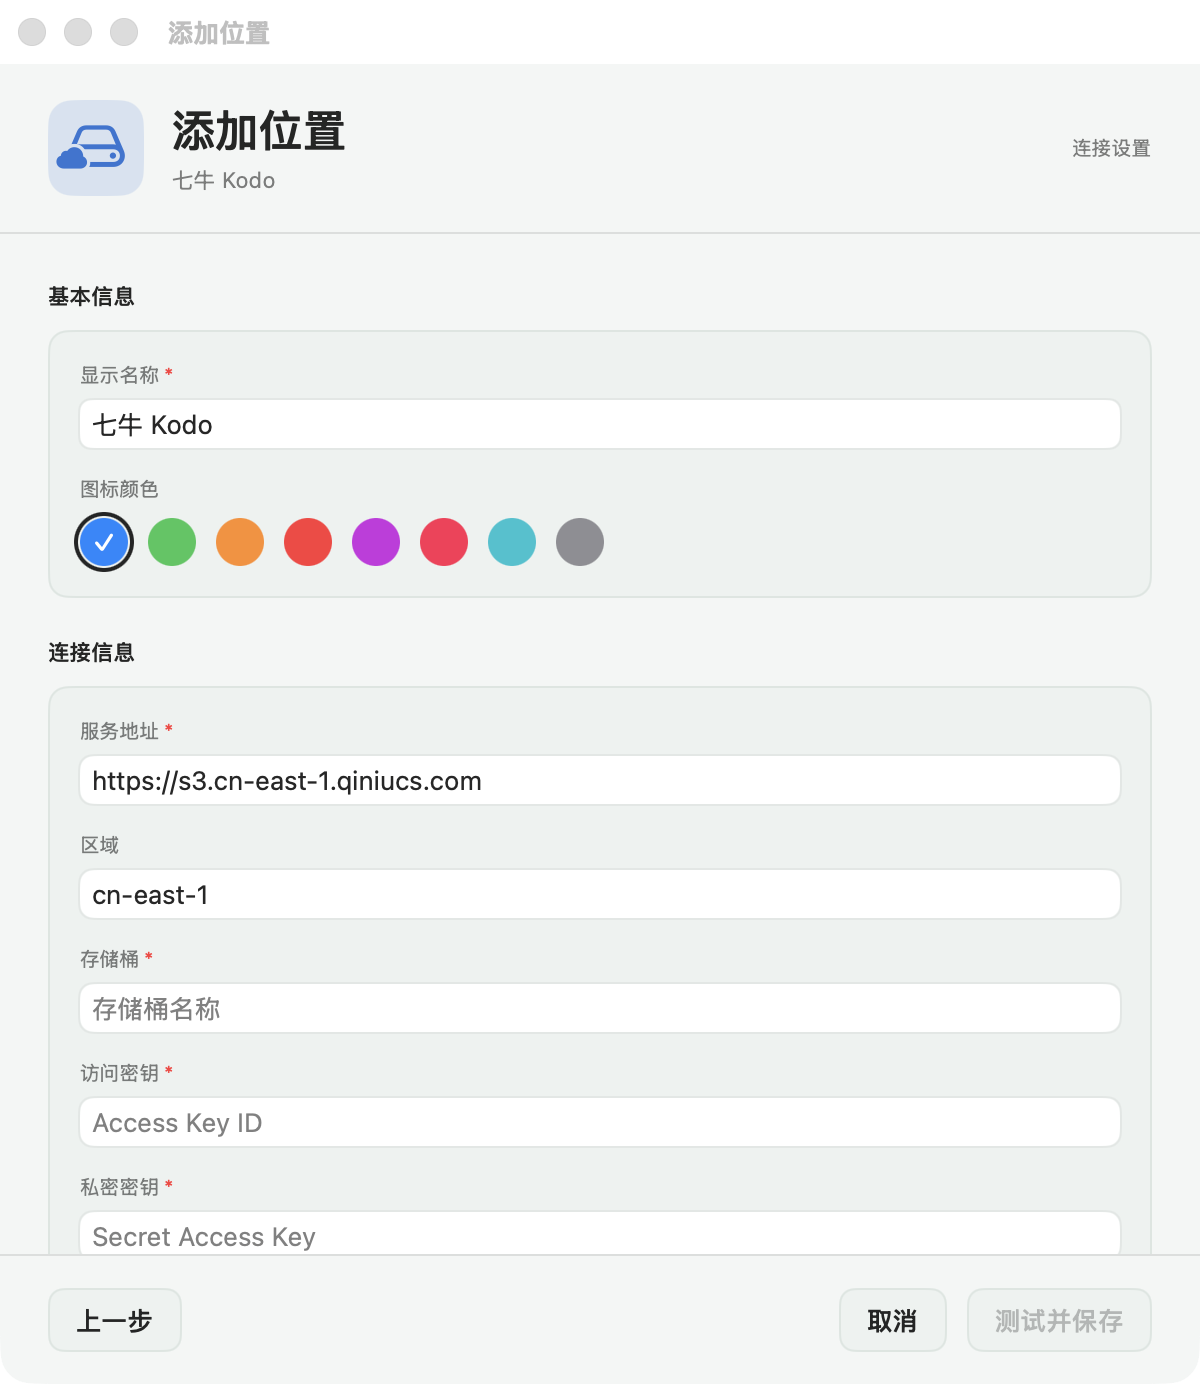 添加位置
添加位置
七牛 Kodo
连接设置
基本信息
显示名称 *
七牛 Kodo
图标颜色
连接信息
服务地址 *
https://s3.cn-east-1.qiniucs.com
区域
cn-east-1
存储桶 *
存储桶名称
访问密钥 *
Access Key ID
私密密钥 *
Secret Access Key
上一步
取消
测试并保存